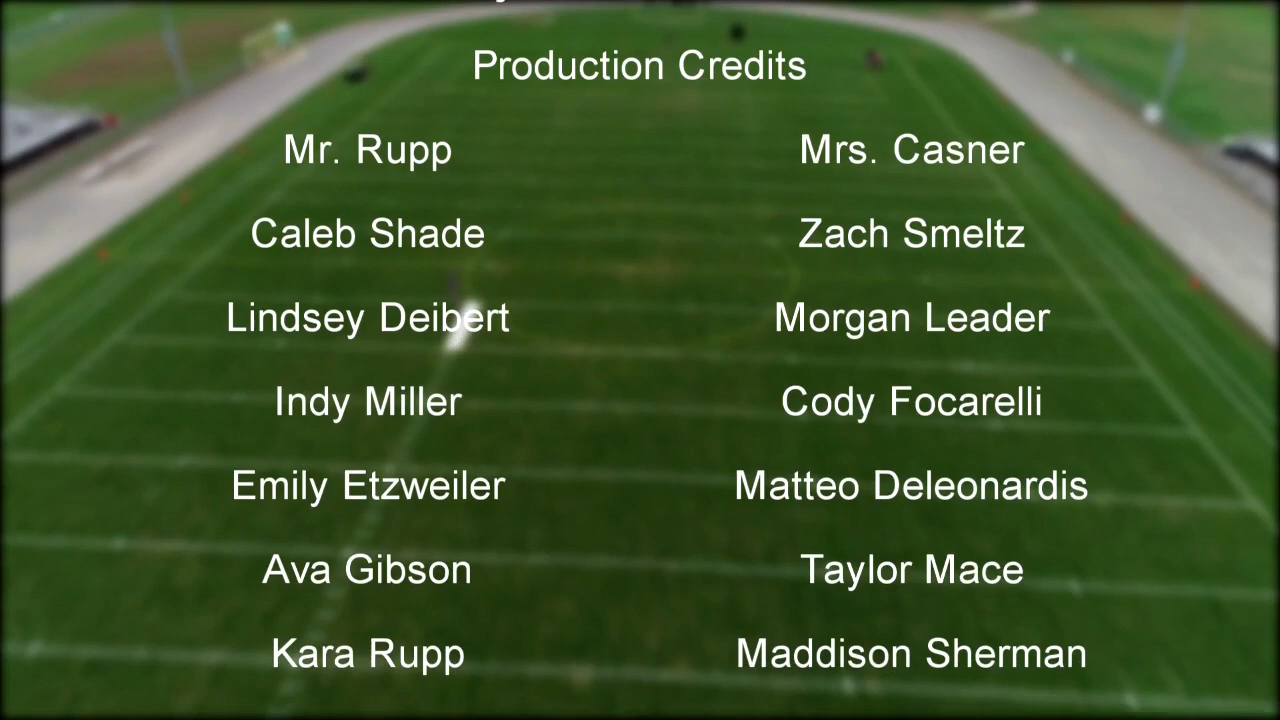 Production Credits
Mr. Rupp Mrs. Casner
Caleb Shade Zach Smeltz
Lindsey Deibert Morgan Leader
Indy Miller Cody Focarelli
Emily Etzweiler Matteo Deleonardis
Ava Gibson Taylor Mace
Kara Rupp Maddison Sherman